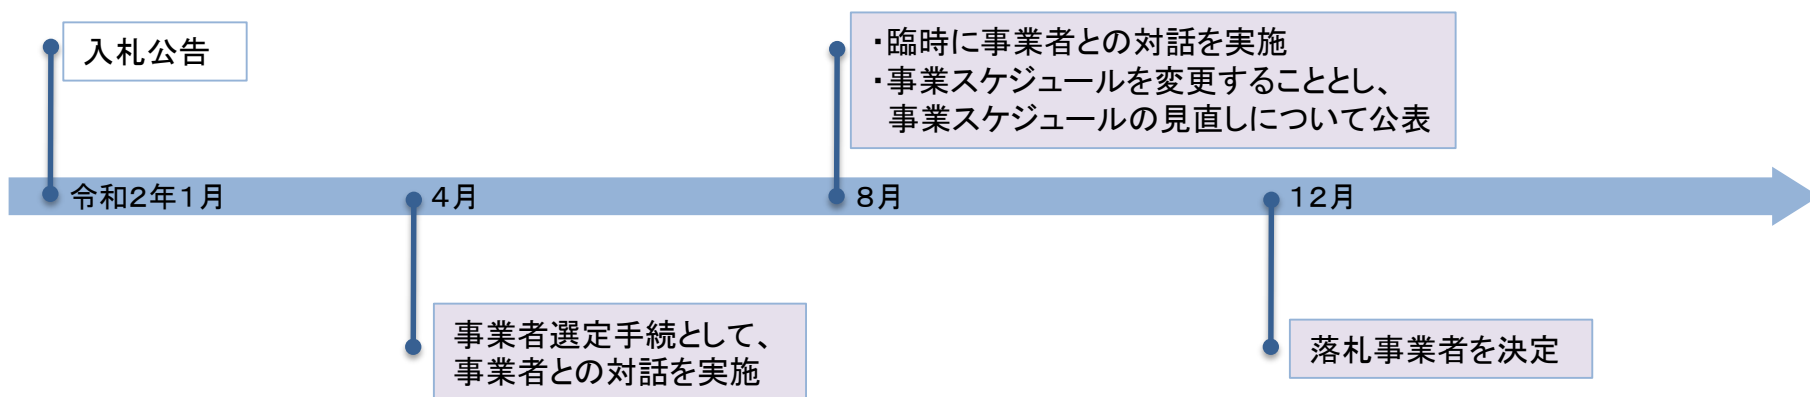 入札公告
・臨時に事業者との対話を実施
・事業スケジュールを変更することとし、
事業スケジュールの見直しについて公表
令和2年1月
4月
8月
12月
事業者選定手続として、
事業者との対話を実施
落札事業者を決定